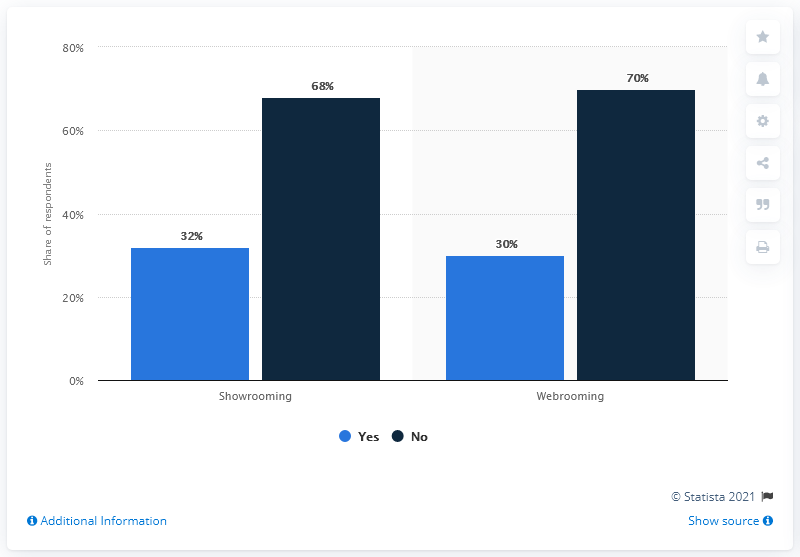 80%
70%
68%
60%
Share of respondents
40%
32%
30%
20%
0%
Showrooming
Webrooming
Yes
No
© Statista 2021
Additional Information
Show source